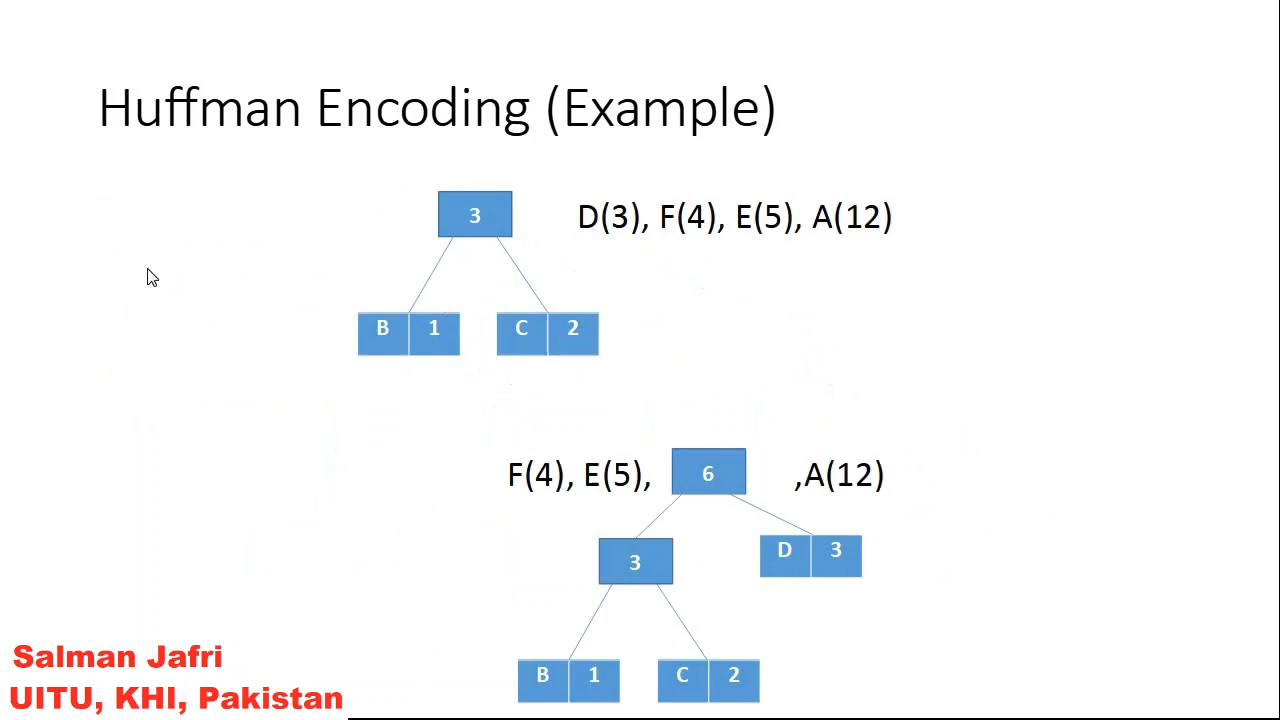 Huffman Encoding (Example)
3
D(3), F(4), E(5), A(12)
B 1 C 2
F(4), E(5), 6 ,A(12)
3
D 3
B 1 C 2
Salman Jafri
UITU, KHI, Pakistan